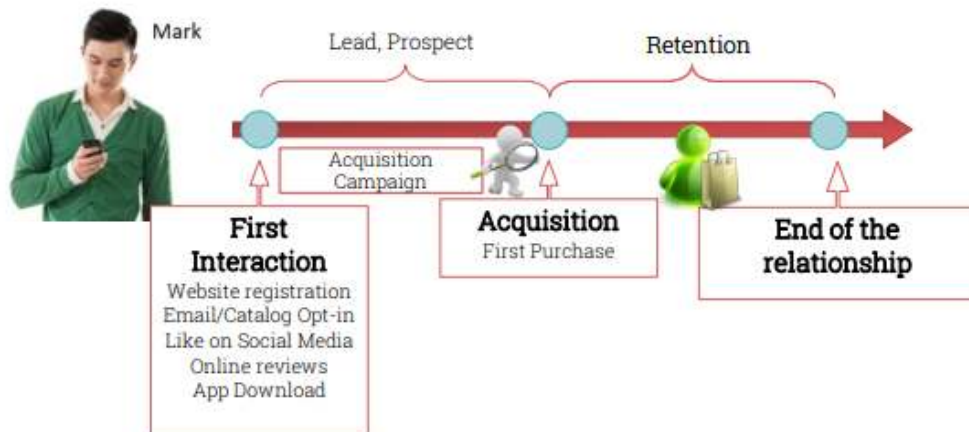 Mark
Lead, Prospect
Retention
Acquisition
Campaign
First
Interaction
Website registration
Email/Catalog Opt-in
Like on Social Media
Online reviews
App Download
Acquisition
First Purchase
End of the
relationship